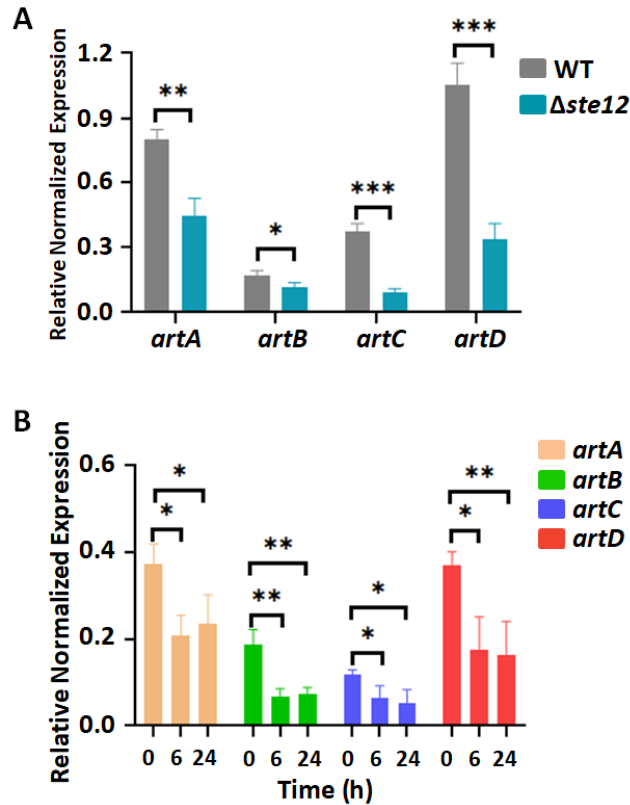 A
Relative Normalized Expression
1.2
0.9
0.6
0.3
0.0
**
*
***
***
WT
Δste12
artA artB artC artD
B
Relative Normalized Expression
0.6
0.4
0.2
0.0
*
*
**
**
*
*
**
*
artA
artB
artC
artD
0 6 24 0 6 24 0 6 24 0 6 24
Time (h)